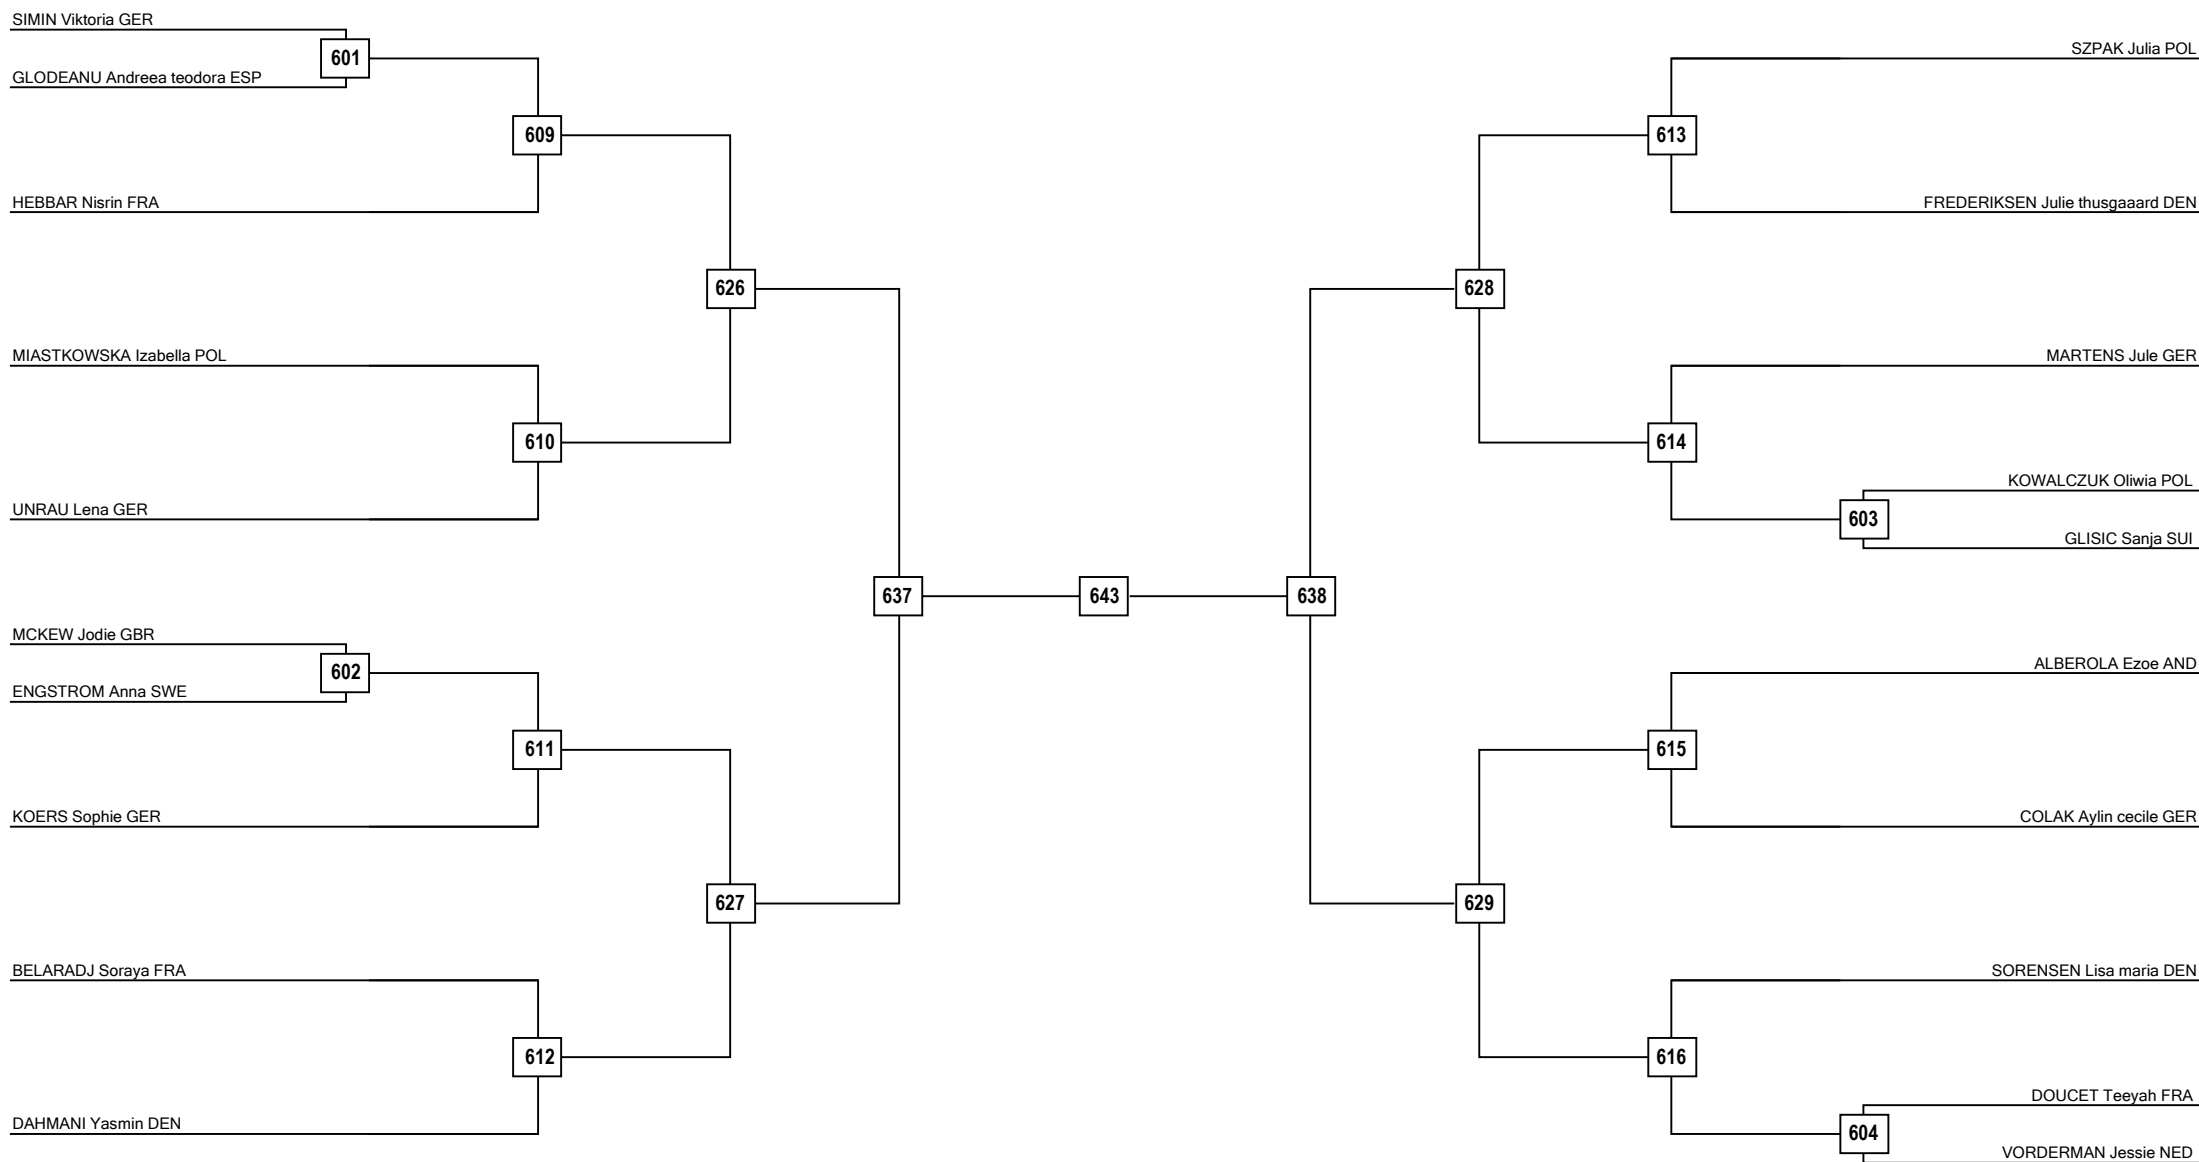 SIMIN Viktoria GER
601
GLODEANU Andreea teodora ESP
609
HEBBAR Nisrin FRA
626
MIASTKOWSKA Izabella POL
610
UNRAU Lena GER
637
MCKEW Jodie GBR
602
ENGSTROM Anna SWE
611
KOERS Sophie GER
627
BELARADJ Soraya FRA
612
DAHMANI Yasmin DEN
643
SZPAK Julia POL
613
FREDERIKSEN Julie thusgaaard DEN
628
MARTENS Jule GER
614
KOWALCZUK Oliwia POL
603
GLISIC Sanja SUI
638
ALBEROLA Ezoe AND
615
COLAK Aylin cecile GER
629
SORENSEN Lisa maria DEN
616
DOUCET Teeyah FRA
604
VORDERMAN Jessie NED